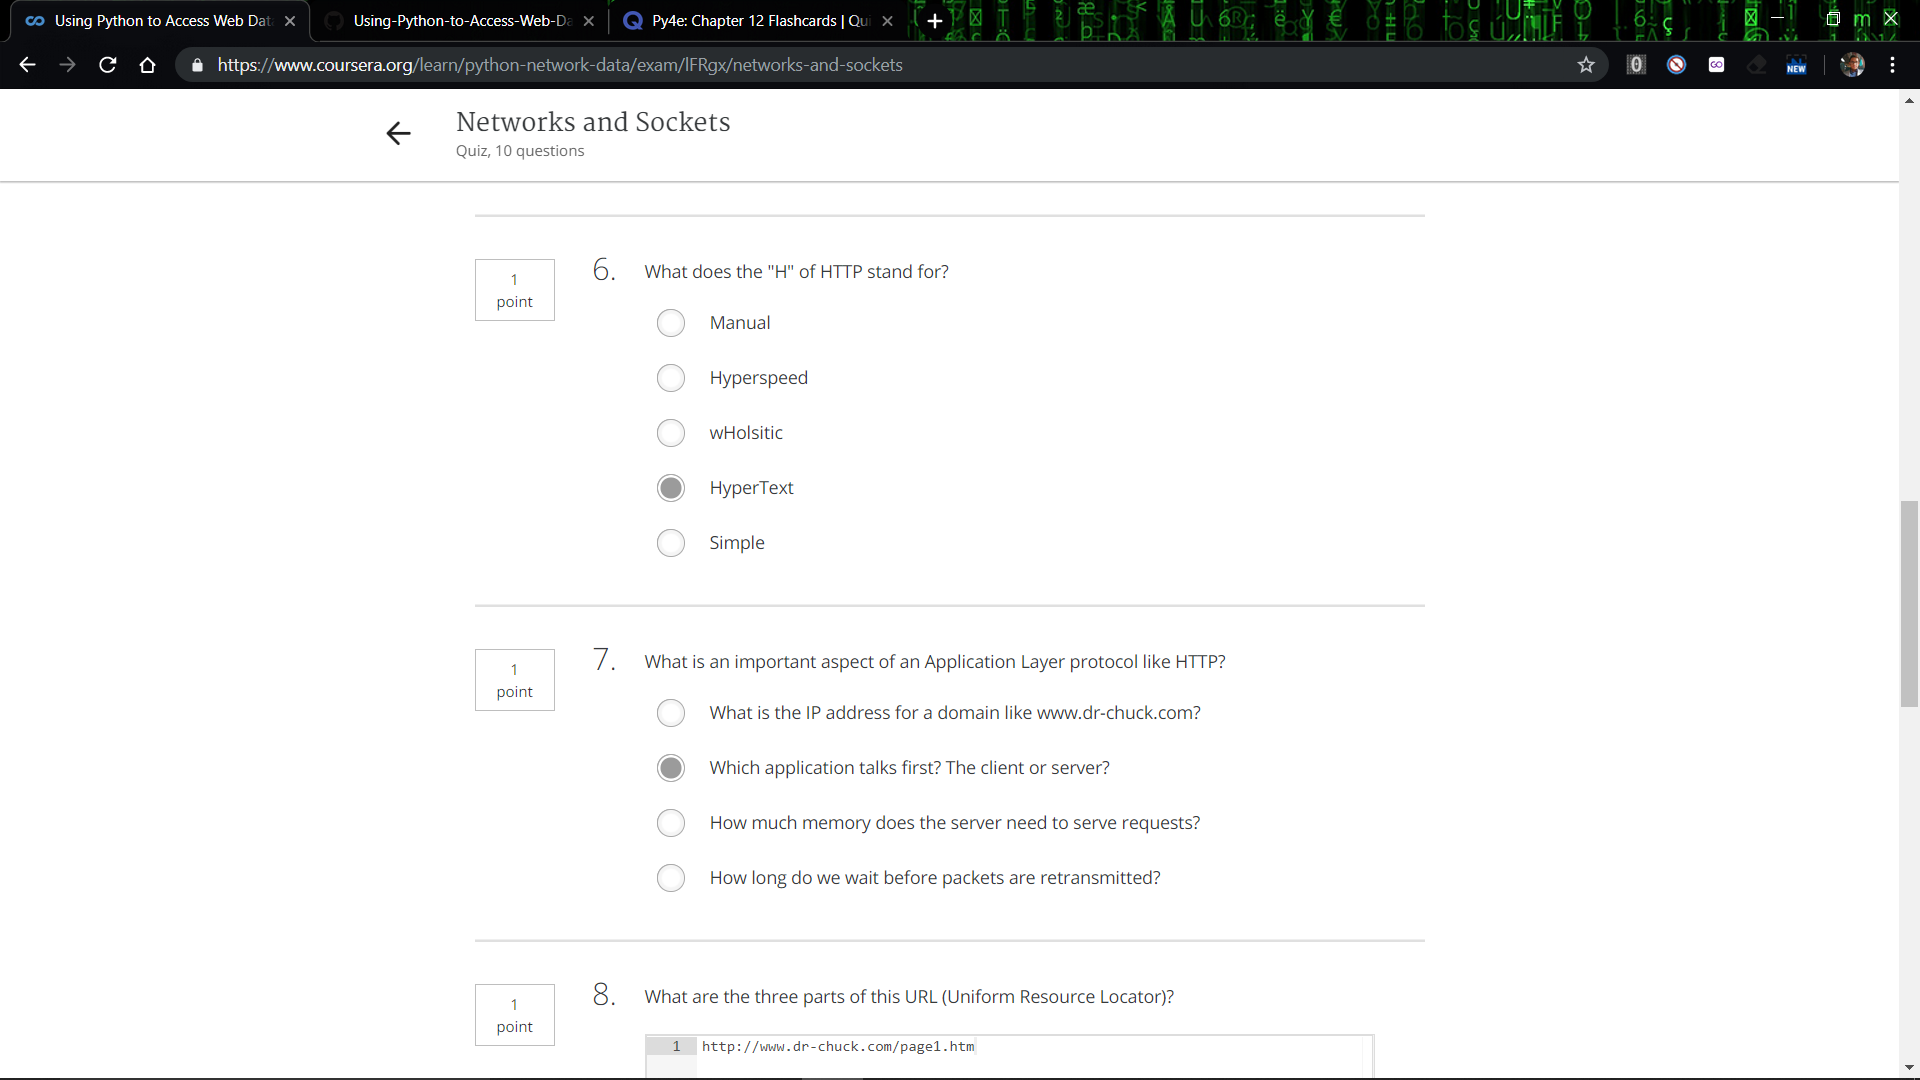 Using Python to Access Web Dat
Using-Python-to-Access-Web-Da
Py4e: Chapter 12 Flashcards | Qu
https://www.coursera.org/learn/python-network-data/exam/lFRgx/networks-and-sockets
NEW
Networks and Sockets
Quiz, 10 questions
1
point
6.
What does the "H" of HTTP stand for?
Manual
Hyperspeed
wHolsitic
HyperText
Simple
1
point
7.
What is an important aspect of an Application Layer protocol like HTTP?
What is the IP address for a domain like www.dr-chuck.com?
Which application talks first? The client or server?
How much memory does the server need to serve requests?
How long do we wait before packets are retransmitted?
1
point
8.
What are the three parts of this URL (Uniform Resource Locator)?
1
http://www.dr-chuck.com/page1.htm